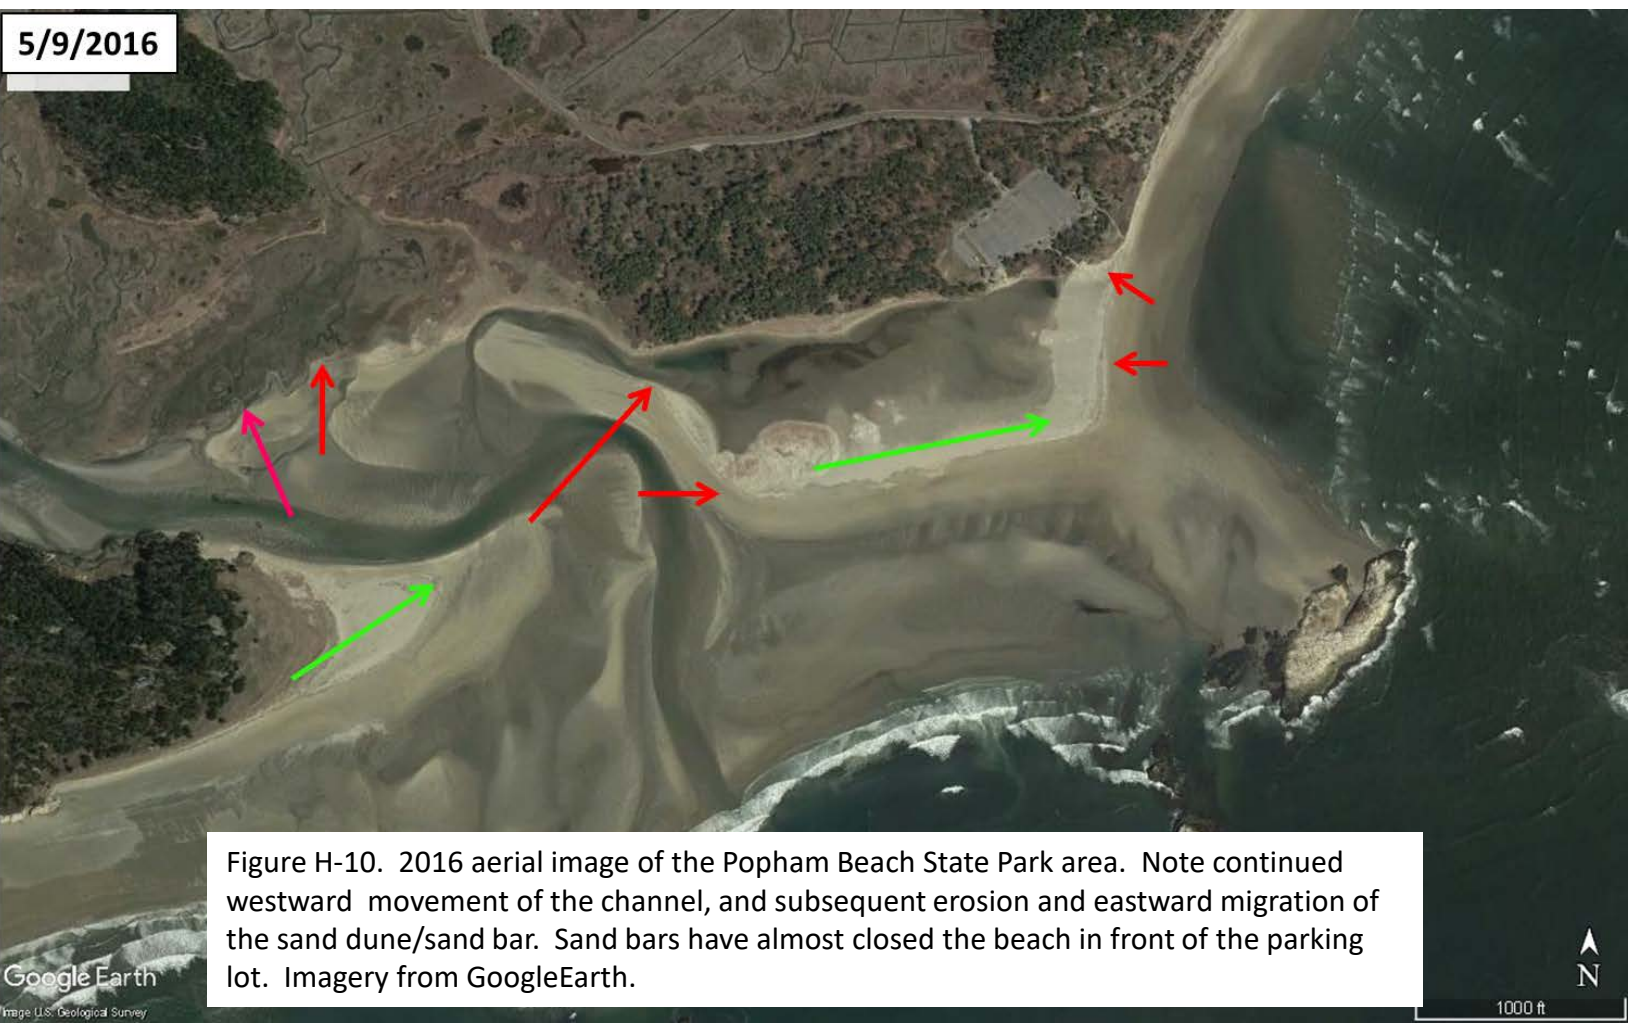 5/9/2016
Figure H-10.  2016 aerial image of the Popham Beach State Park area.  Note continued
westward  movement of the channel, and subsequent erosion and eastward migration of
the sand dune/sand bar.  Sand bars have almost closed the beach in front of the parking
lot.  Imagery from GoogleEarth.
Google Earth
Image U.S. Geological Survey
N
1000 ft